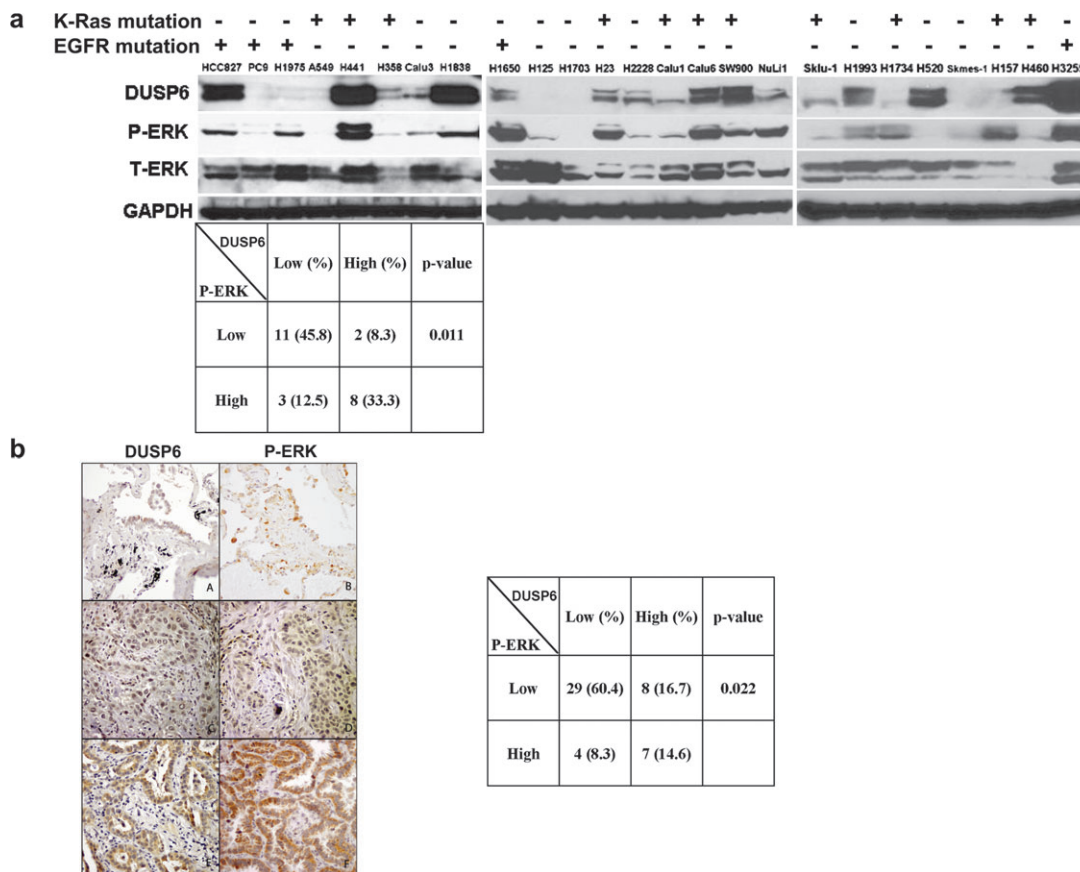 a
K-Ras mutation - - - + + + - - - - - + - + + + - + - + - - + + -
EGFR mutation + + + - - - - - + - - - - - - - - - - - - - - - +
HCC827 PC9 H1975 A549 H441 H358 Calu3 H1838 H1650 H125 H1703 H23 H2228 Calu1 Calu6 SW900 NuLi1 Sklu-1 H1993 H1734 H520 Skmes-1 H157 H460 H3255
DUSP6
P-ERK
T-ERK
GAPDH
DUSP6
P-ERK
Low (%) High (%) p-value
Low 11 (45.8) 2 (8.3) 0.011
High 3 (12.5) 8 (33.3)
b
DUSP6 P-ERK
A B
C D
E F
DUSP6
P-ERK
Low (%) High (%) p-value
Low 29 (60.4) 8 (16.7) 0.022
High 4 (8.3) 7 (14.6)